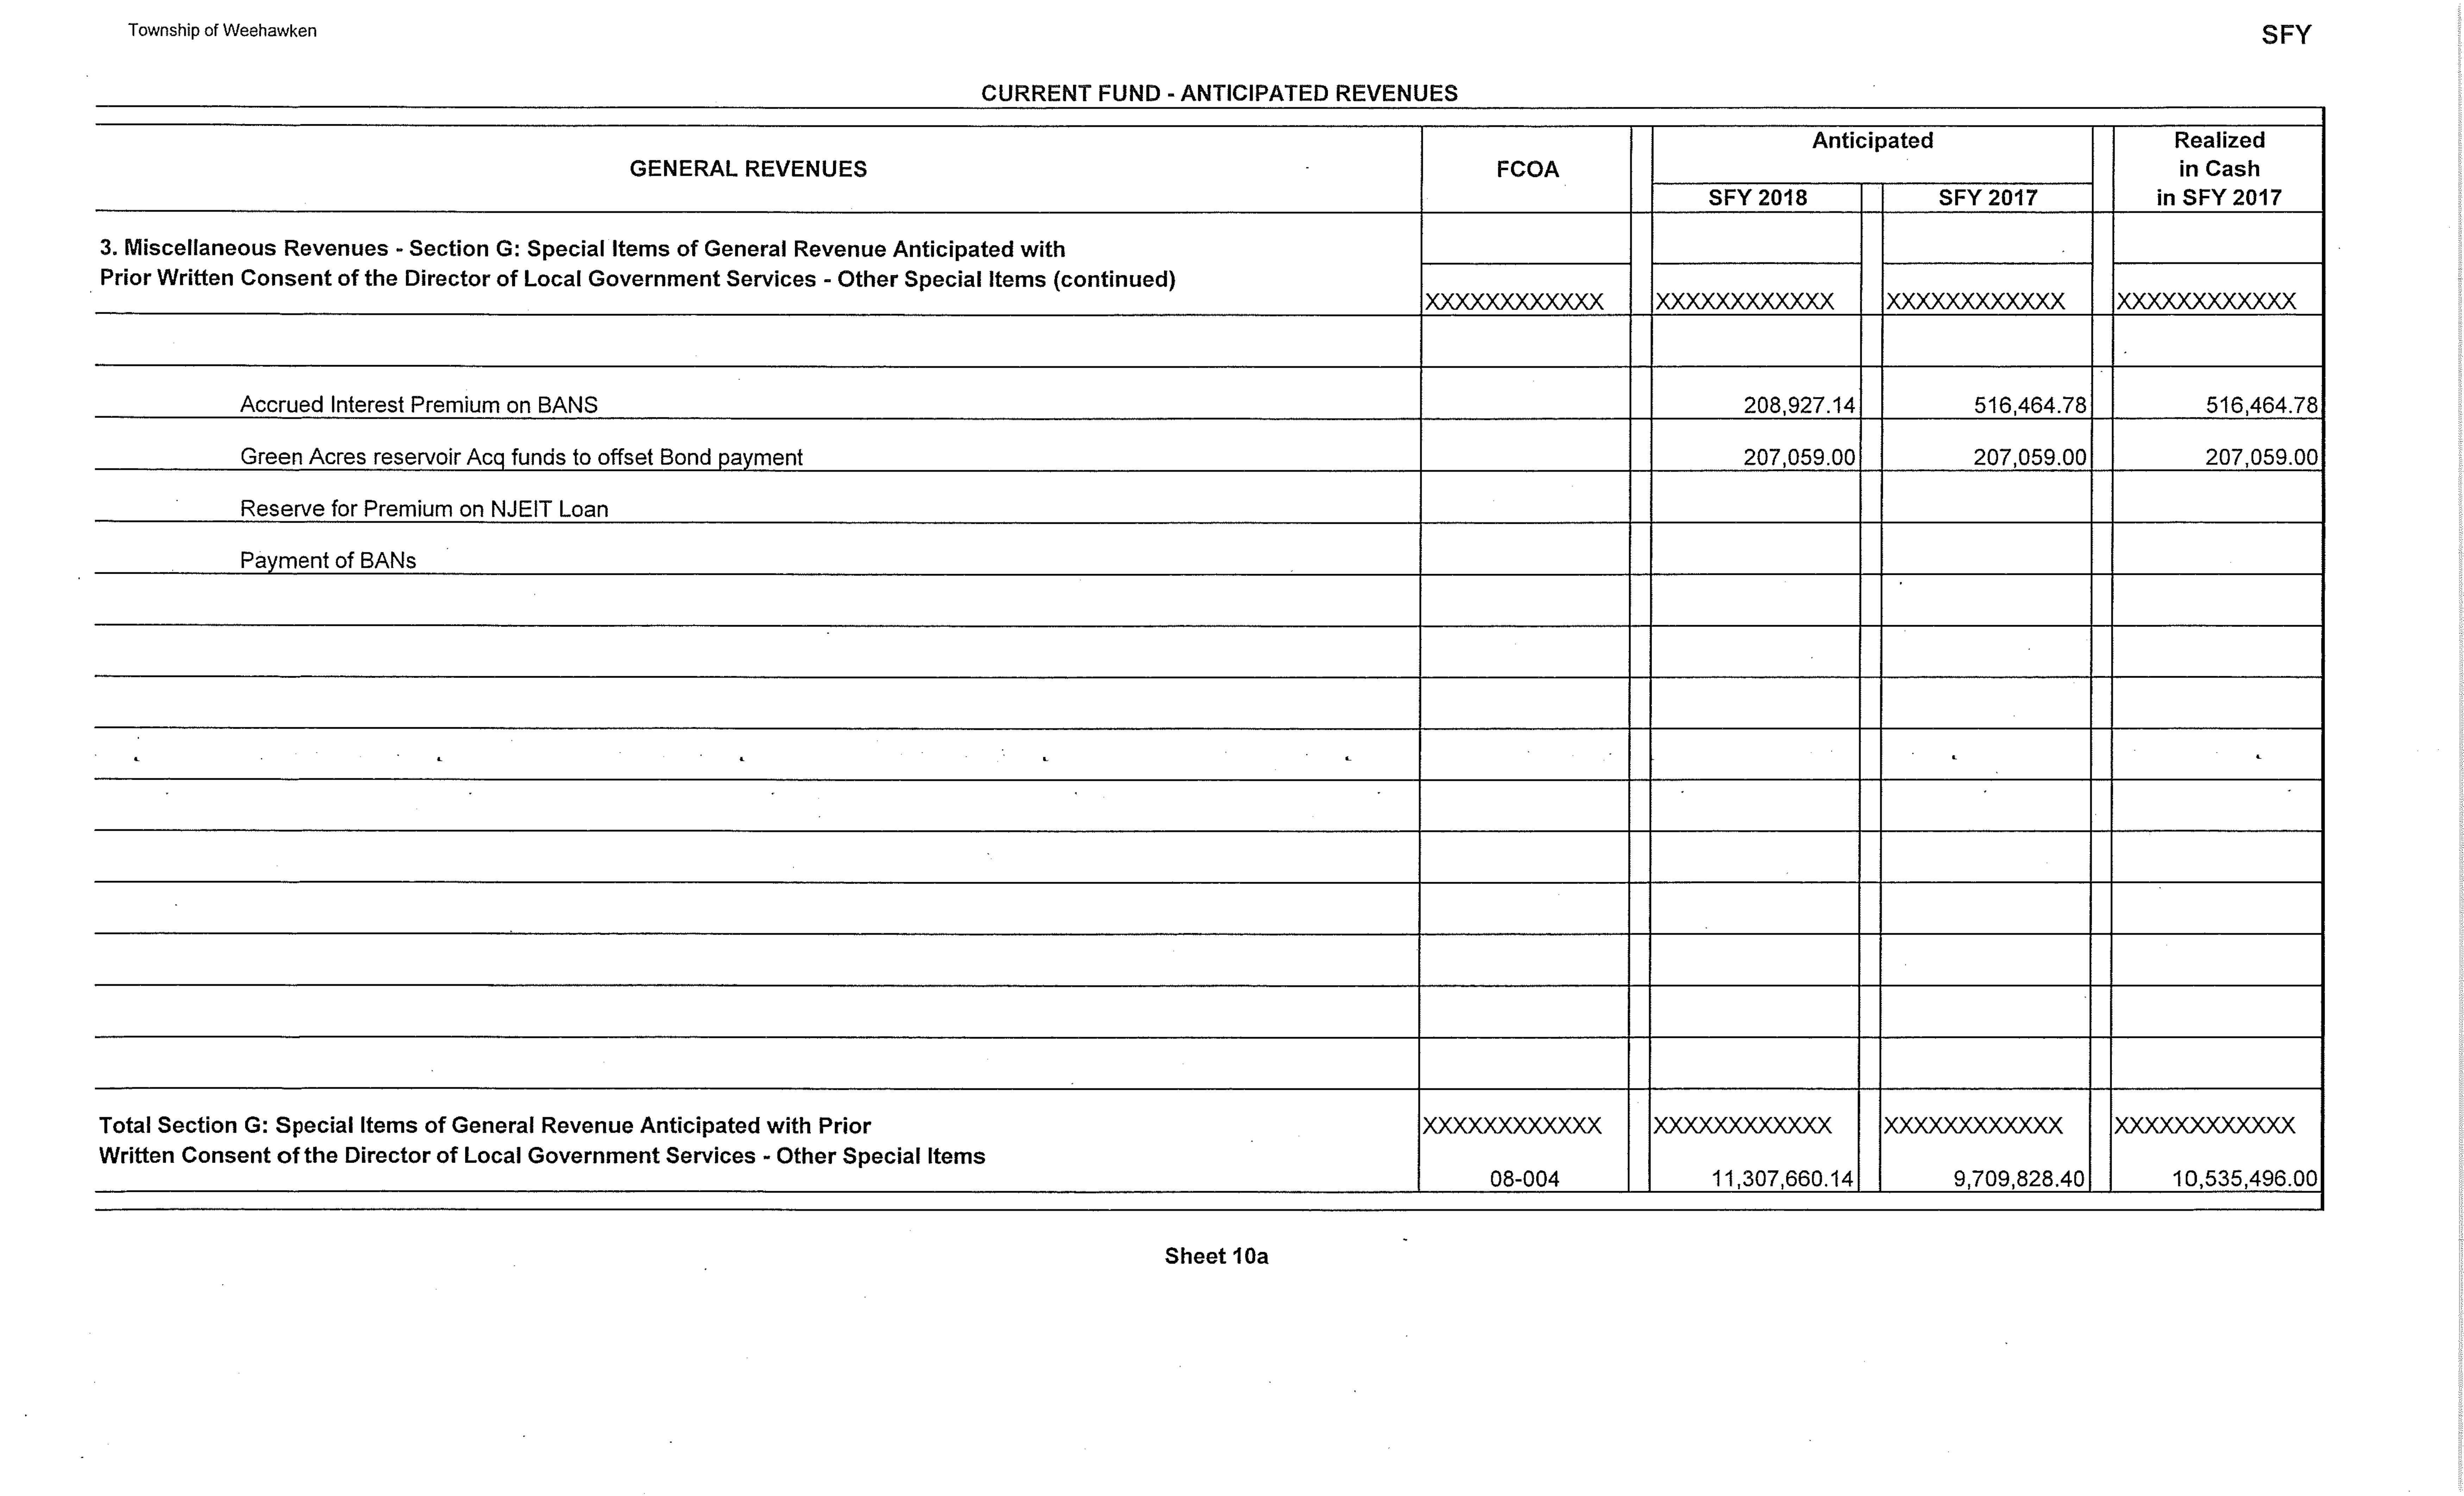 Township of Weehawken
SFY
CURRENT FUND - ANTICIPATED REVENUES
GENERAL REVENUES
FCOA
Anticipated
Realized
in Cash
in SFY 2017
SFY 2018
SFY 2017
3. Miscellaneous Revenues - Section G: Special Items of General Revenue Anticipated with
Prior Written Consent of the Director of Local Government Services - Other Special Items (continued)
XXXXXXXXXXXX XXXXXXXXXXXX XXXXXXXXXXXX XXXXXXXXXXXX
Accrued Interest Premium on BANS 208,927.14 516,464.78 516,464.78
Green Acres reservoir Acq funds to offset Bond payment 207,059.00 207,059.00 207,059.00
Reserve for Premium on NJEIT Loan
Payment of BANs
Total Section G: Special Items of General Revenue Anticipated with Prior XXXXXXXXXXXX XXXXXXXXXXXX XXXXXXXXXXXX XXXXXXXXXXXX
Written Consent of the Director of Local Government Services - Other Special Items
08-004 11,307,660.14 9,709,828.40 10,535,496.00
Sheet 10a